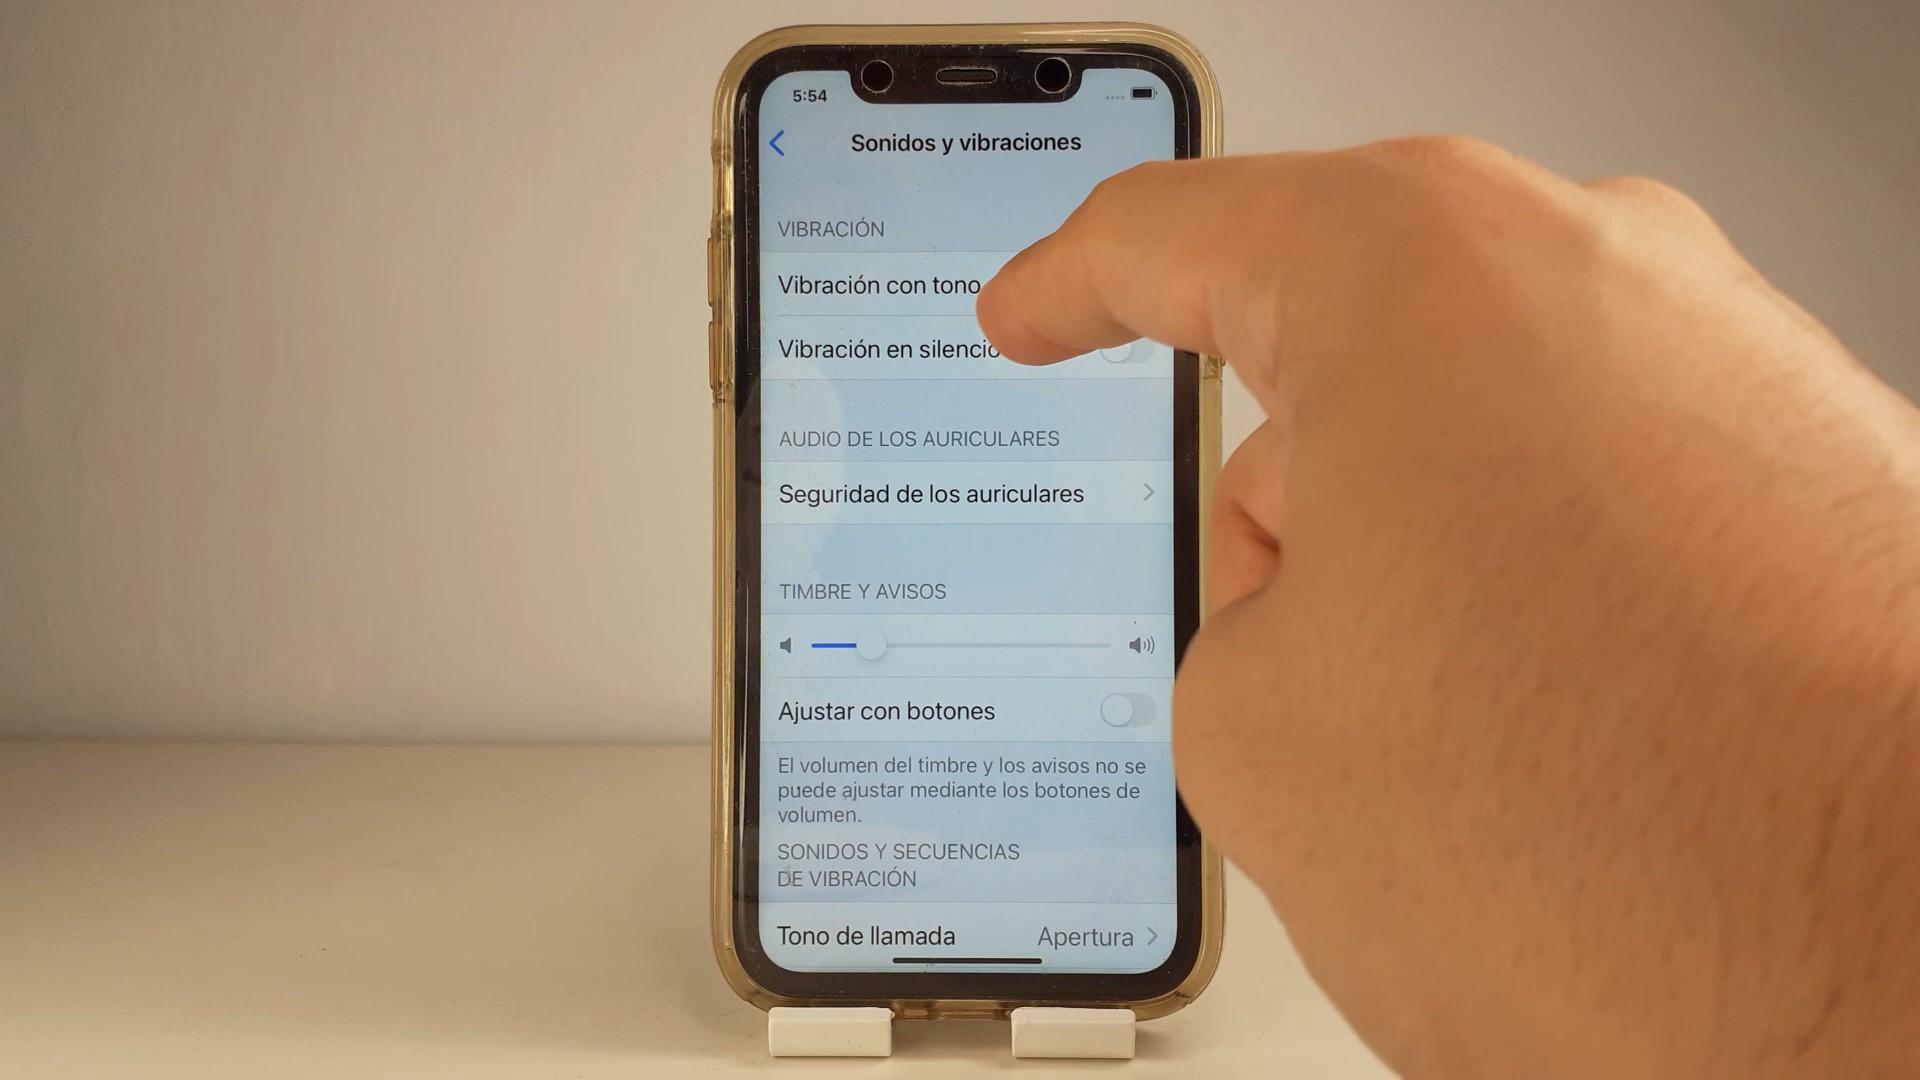 5:54
Sonidos y vibraciones
VIBRACIÓN
Vibración con tono
Vibración en silencio
AUDIO DE LOS AURICULARES
Seguridad de los auriculares
TIMBRE Y AVISOS
Ajustar con botones
El volumen del timbre y los avisos no se
puede ajustar mediante los botones de
volumen.
SONIDOS Y SECUENCIAS
DE VIBRACIÓN
Tono de llamada Apertura